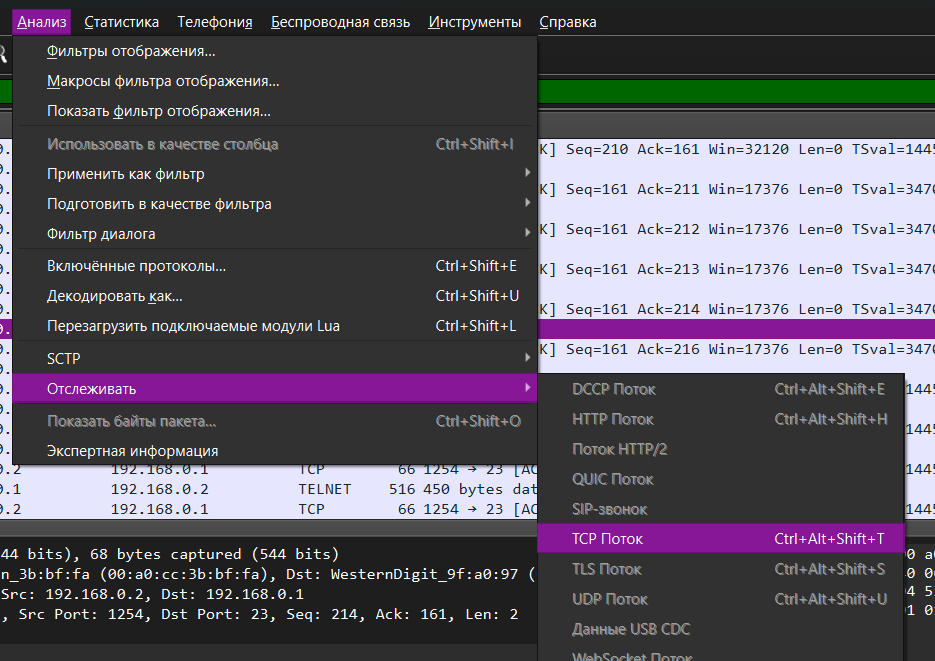 Анализ Статистика Телефония Беспроводная связь Инструменты Справка
Фильтры отображения...
Макросы фильтра отображения...
Показать фильтр отображения...
Использовать в качестве столбца Ctrl+Shift+I
K] Seq=210 Ack=161 Win=32120 Len=0 TSval=1445
Применить как фильтр
K] Seq=161 Ack=211 Win=17376 Len=0 TSval=3470
Подготовить в качестве фильтра
Фильтр диалога
K] Seq=161 Ack=212 Win=17376 Len=0 TSval=3470
Включённые протоколы... Ctrl+Shift+E
K] Seq=161 Ack=213 Win=17376 Len=0 TSval=3470
Декодировать как... Ctrl+Shift+U
K] Seq=161 Ack=214 Win=17376 Len=0 TSval=3470
Перезагрузить подключаемые модули Lua Ctrl+Shift+L
K] Seq=161 Ack=216 Win=17376 Len=0 TSval=3470
SCTP
Отслеживать
Показать байты пакета... Ctrl+Shift+O
Экспертная информация
DCCP Поток Ctrl+Alt+Shift+E
HTTP Поток Ctrl+Alt+Shift+H
Поток HTTP/2
QUIC Поток
SIP-звонок
TCP Поток Ctrl+Alt+Shift+T
TLS Поток Ctrl+Alt+Shift+S
UDP Поток Ctrl+Alt+Shift+U
Данные USB CDC
WebSocket Поток
0.2 192.168.0.1 TCP 66 1254 → 23 [AC
0.1 192.168.0.2 TELNET 516 450 bytes dat
0.2 192.168.0.1 TCP 66 1254 → 23 [AC
44 bits), 68 bytes captured (544 bits)
n_3b:bf:fa (00:a0:cc:3b:bf:fa), Dst: WesternDigit_9f:a0:97 (
Src: 192.168.0.2, Dst: 192.168.0.1
, Src Port: 1254, Dst Port: 23, Seq: 214, Ack: 161, Len: 2